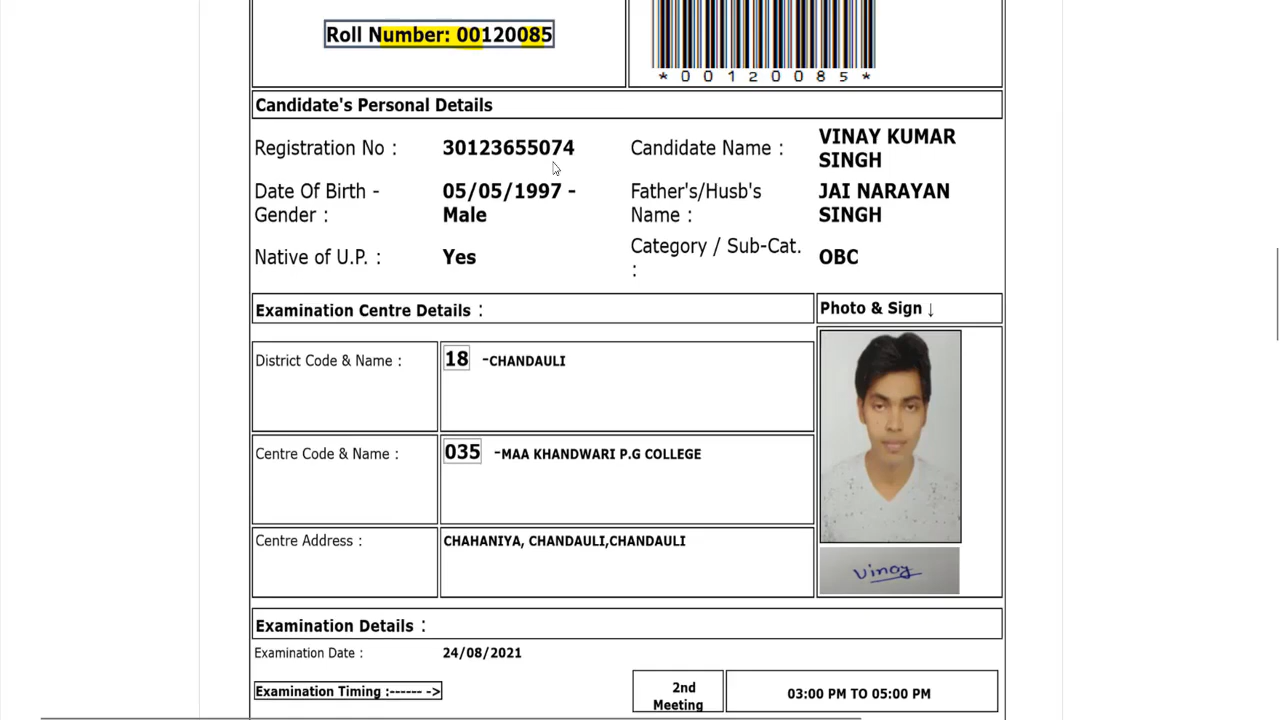 Roll Number: 00120085
*00120085*
Candidate's Personal Details
Registration No : 30123655074 Candidate Name : VINAY KUMAR SINGH
Date Of Birth - Gender : 05/05/1997 - Male Father's/Husb's Name : JAI NARAYAN SINGH
Native of U.P. : Yes Category / Sub-Cat. : OBC
Examination Centre Details : Photo & Sign ↓
District Code & Name : 18 -CHANDAULI
Centre Code & Name : 035 -MAA KHANDWARI P.G COLLEGE
Centre Address : CHAHANIYA, CHANDAULI,CHANDAULI
Vinay
Examination Details :
Examination Date : 24/08/2021
Examination Timing :------ -> 2nd Meeting 03:00 PM TO 05:00 PM